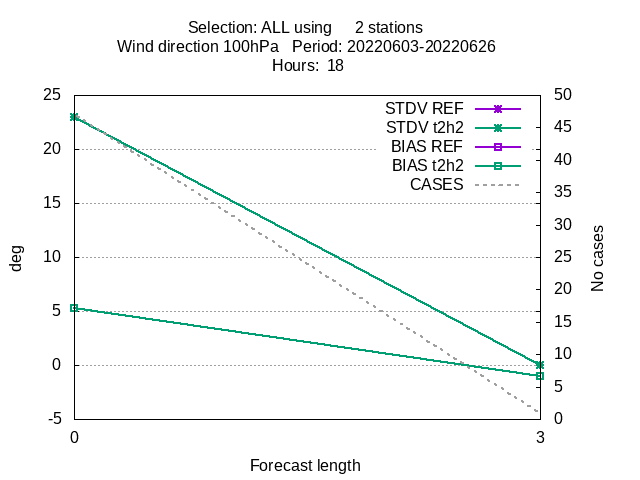 Selection: ALL using 2 stations
Wind direction 100hPa Period: 20220603-20220626
Hours: 18
25
20
15
10
5
0
-5
deg
STDV REF
STDV t2h2
BIAS REF
BIAS t2h2
CASES
50
45
40
35
30
25
20
15
10
5
0
No cases
0
3
Forecast length